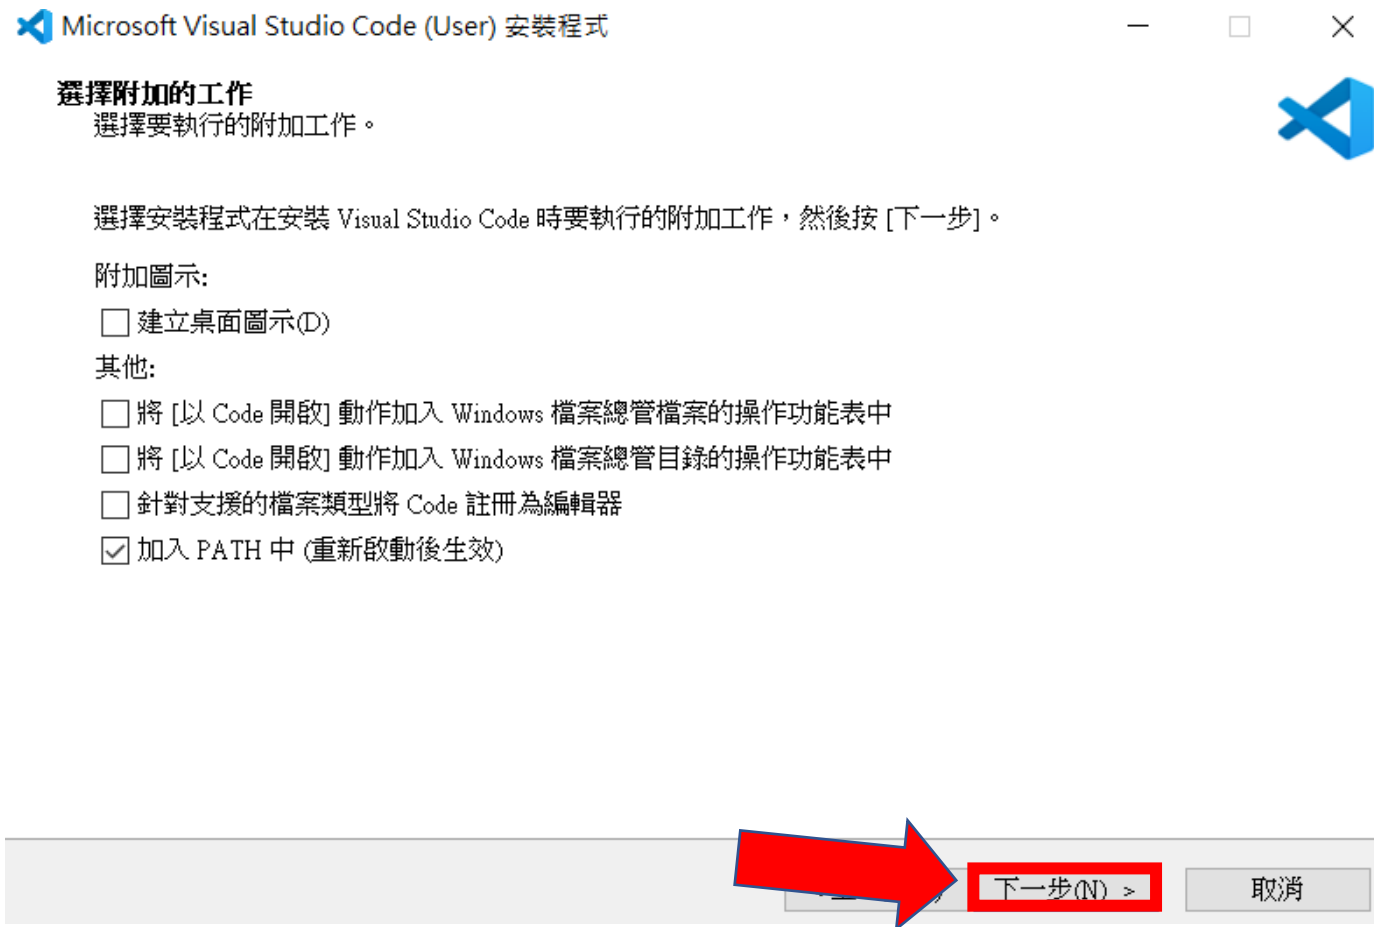 Microsoft Visual Studio Code (User) 安裝程式
選擇附加的工作
選擇要執行的附加工作。
選擇安裝程式在安裝 Visual Studio Code 時要執行的附加工作，然後按 [下一步]。
附加圖示:
建立桌面圖示(D)
其他:
將 [以 Code 開啟] 動作加入 Windows 檔案總管檔案的操作功能表中
將 [以 Code 開啟] 動作加入 Windows 檔案總管目錄的操作功能表中
針對支援的檔案類型將 Code 註冊為編輯器
加入 PATH 中 (重新啟動後生效)
下一步(N) >
取消